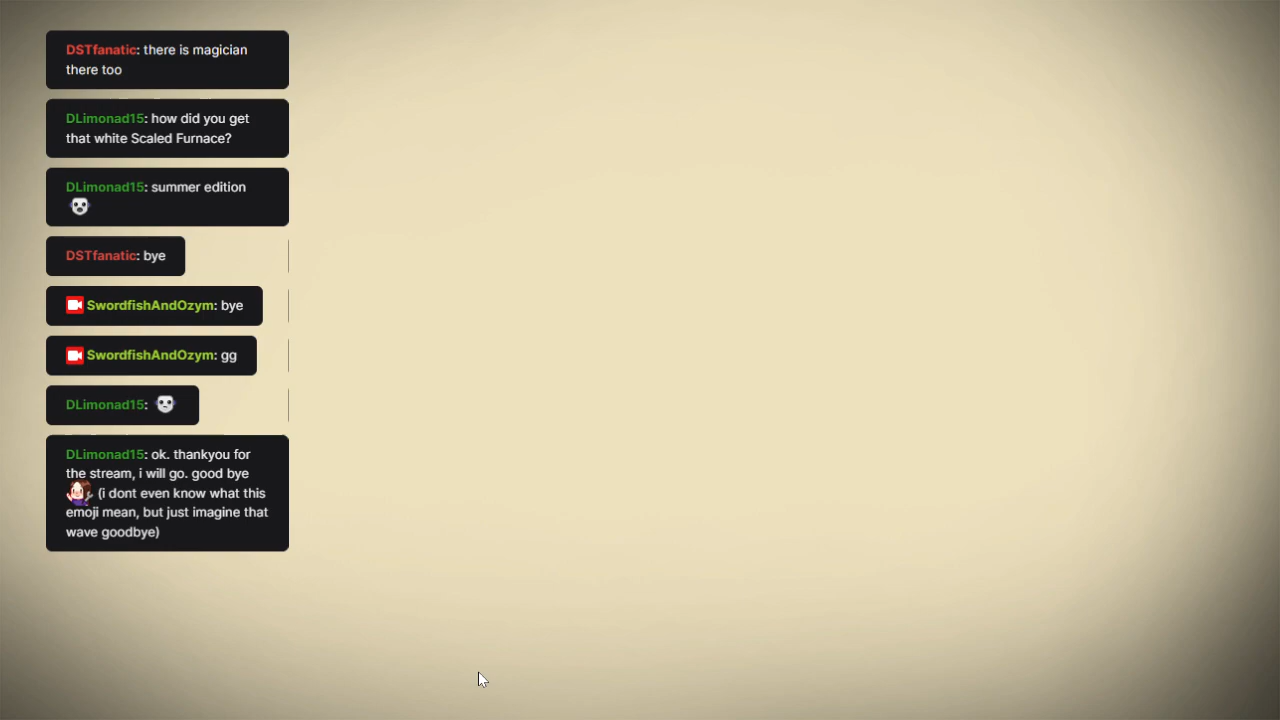 DSTfanatic: there is magician
there too
DLimonad15: how did you get
that white Scaled Furnace?
DLimonad15: summer edition
DSTfanatic: bye
SwordfishAndOzym: bye
SwordfishAndOzym: gg
DLimonad15:
DLimonad15: ok. thankyou for
the stream, i will go. good bye
(i dont even know what this
emoji mean, but just imagine that
wave goodbye)